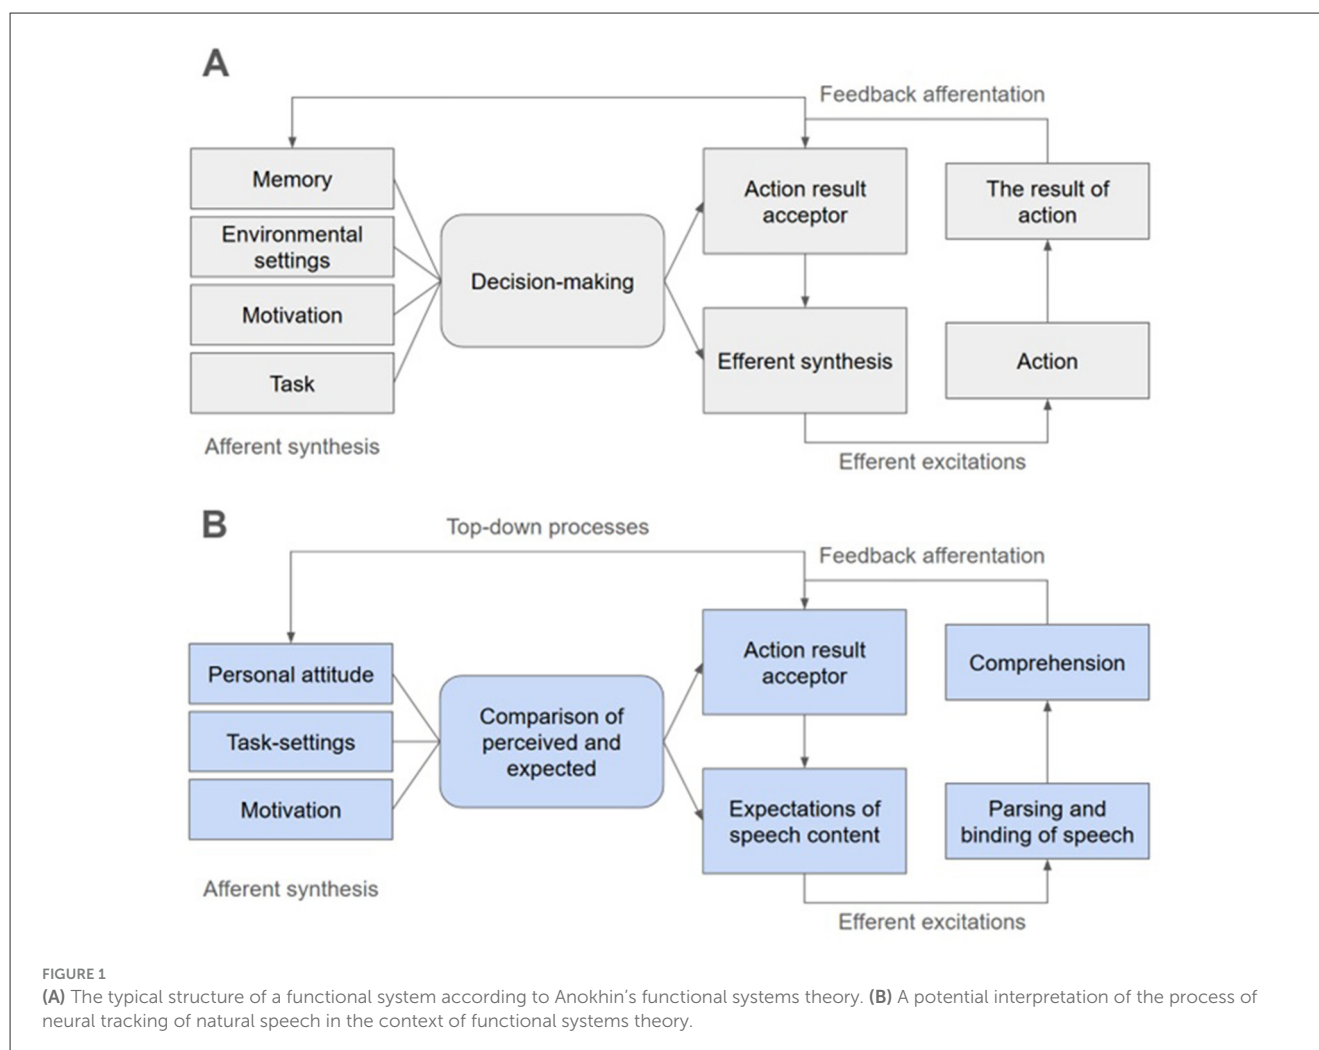 A
Feedback afferentation
Memory
Environmental
settings
Motivation
Task
Afferent synthesis
Decision-making
Action result
acceptor
Efferent synthesis
The result of
action
Action
Efferent excitations
B
Top-down processes
Feedback afferentation
Personal attitude
Task-settings
Motivation
Afferent synthesis
Comparison of
perceived and
expected
Action result
acceptor
Expectations of
speech content
Comprehension
Parsing and
binding of speech
Efferent excitations
FIGURE 1
(A) The typical structure of a functional system according to Anokhin's functional systems theory. (B) A potential interpretation of the process of
neural tracking of natural speech in the context of functional systems theory.